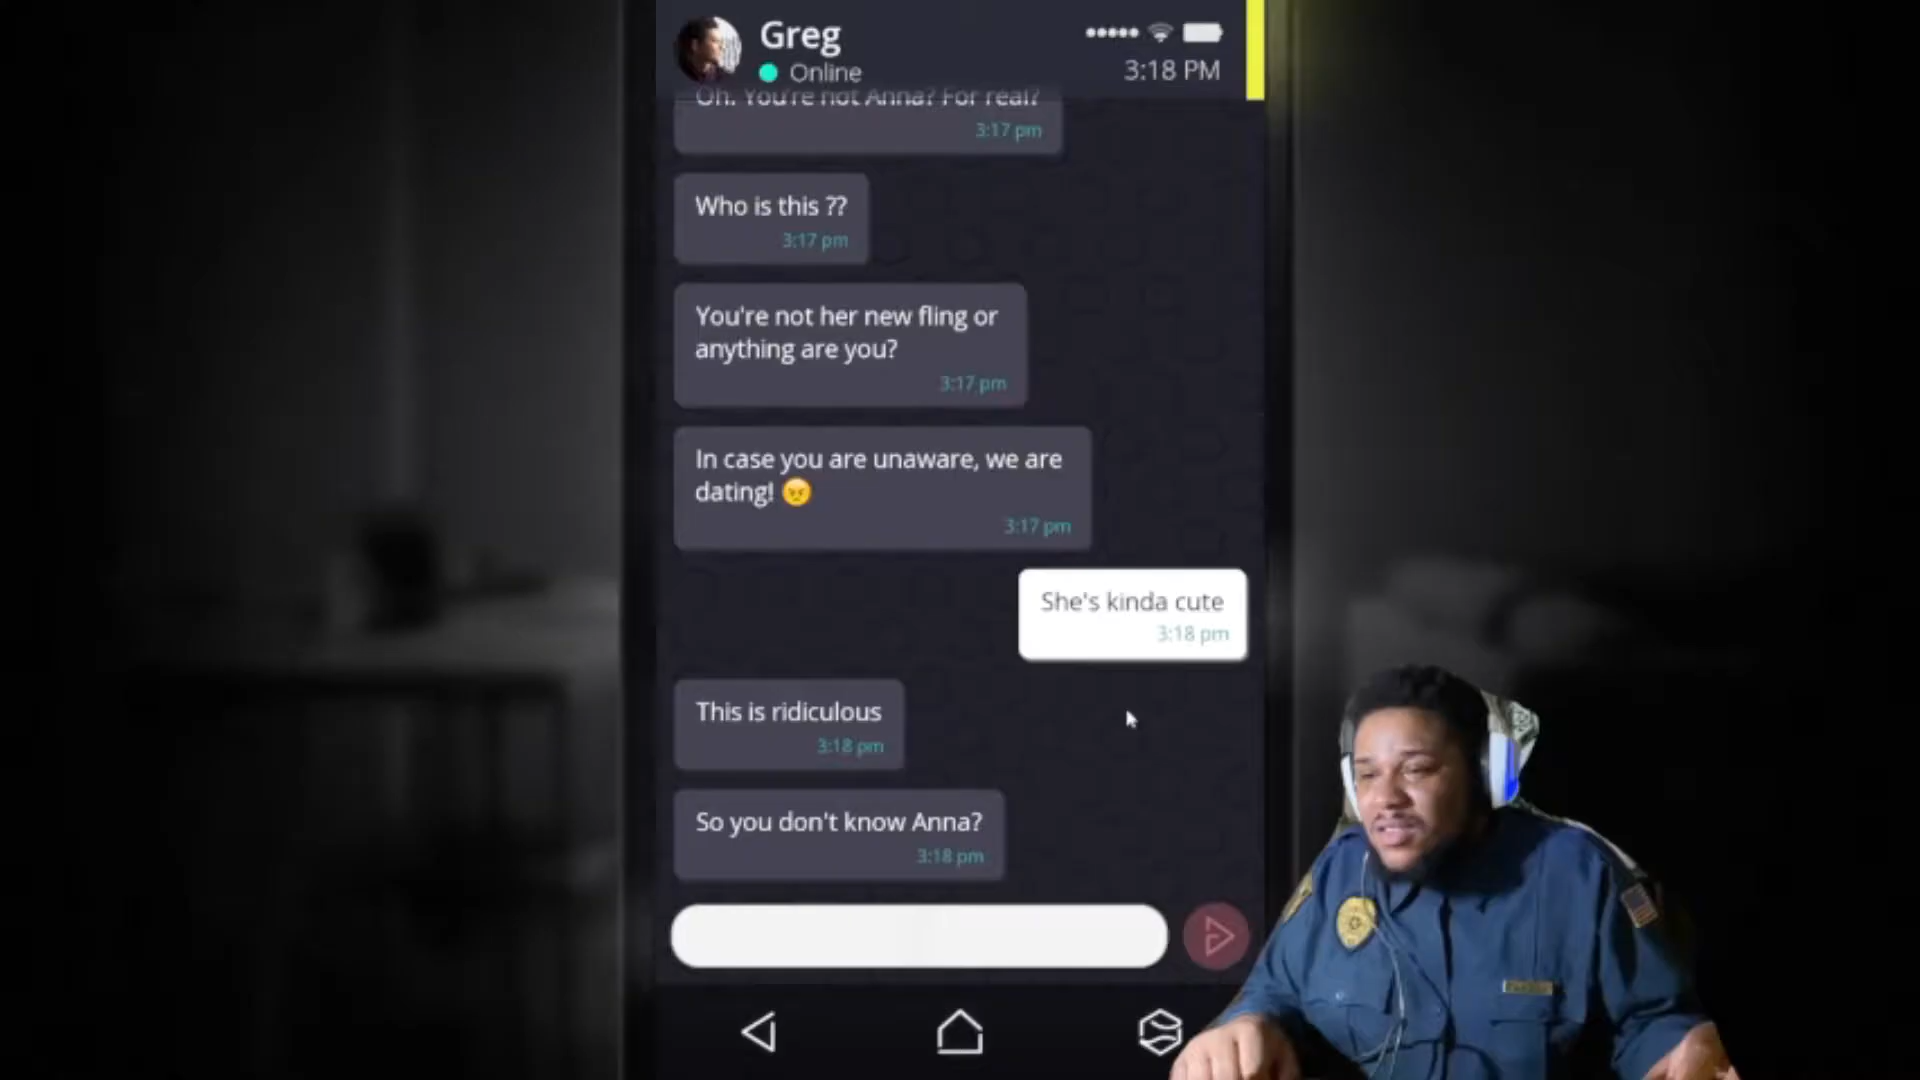 Greg
Online
3:18 PM
Oh. You're not Anna? For real?
3:17 pm
Who is this ??
3:17 pm
You're not her new fling or
anything are you?
3:17 pm
In case you are unaware, we are
dating! 😠
3:17 pm
She's kinda cute
3:18 pm
This is ridiculous
3:18 pm
So you don't know Anna?
3:18 pm